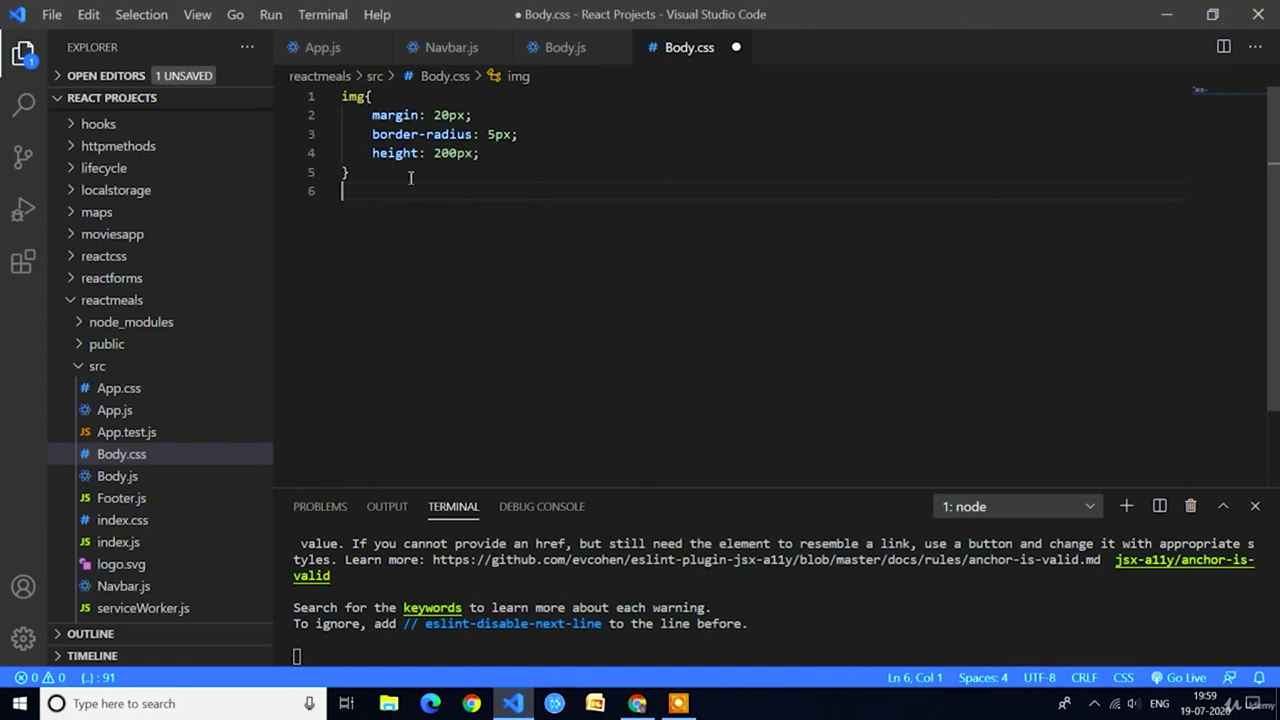 File Edit Selection View Go Run Terminal Help ● Body.css - React Projects - Visual Studio Code
EXPLORER
OPEN EDITORS 1 UNSAVED
REACT PROJECTS
hooks
httpmethods
lifecycle
localstorage
maps
moviesapp
reactcss
reactforms
reactmeals
node_modules
public
src
# App.css
App.js
JS App.test.js
# Body.css
Body.js
JS Footer.js
# index.css
JS index.js
logo.svg
JS Navbar.js
JS serviceWorker.js
OUTLINE
TIMELINE
App.js Navbar.js Body.js # Body.css
reactmeals > src > # Body.css > img
1 img{
2 margin: 20px;
3 border-radius: 5px;
4 height: 200px;
5 }
6
PROBLEMS OUTPUT TERMINAL DEBUG CONSOLE 1: node
value. If you cannot provide an href, but still need the element to resemble a link, use a button and change it with appropriate s
tyles. Learn more: https://github.com/evcohen/eslint-plugin-jsx-a11y/blob/master/docs/rules/anchor-is-valid.md jsx-a11y/anchor-is-
valid
Search for the keywords to learn more about each warning.
To ignore, add // eslint-disable-next-line to the line before.
0 0 {..} : 91 Ln 6, Col 1 Spaces: 4 UTF-8 CRLF CSS Go Live
Type here to search ENG 19:59
19-07-2020
Udemy